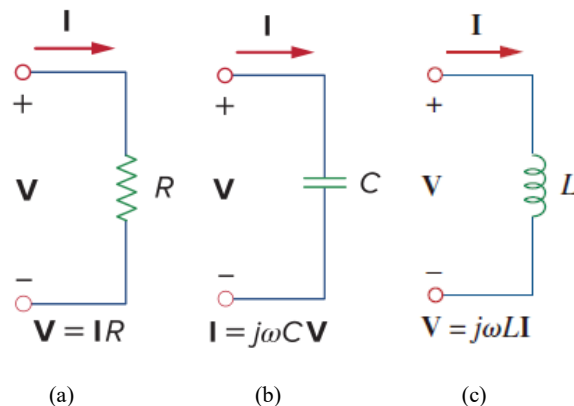 I I I
+ + +
V R V C V L
− − −
V = IR I = jωCV V = jωLI
(a) (b) (c)